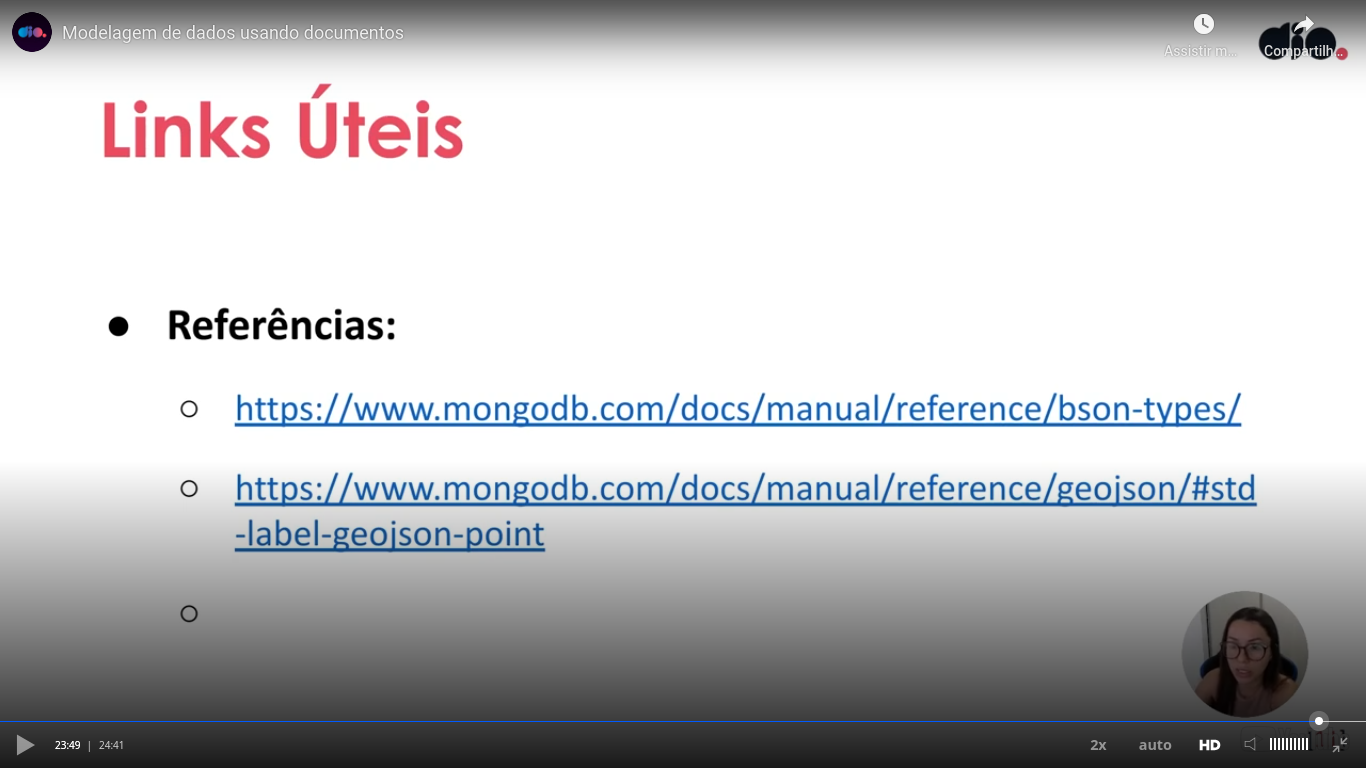 Modelagem de dados usando documentos
Assistir m...
Compartilh...
dio
Links Úteis
● Referências:
○ https://www.mongodb.com/docs/manual/reference/bson-types/
○ https://www.mongodb.com/docs/manual/reference/geojson/#std
-label-geojson-point
○
23:49 | 24:41
2x
auto
HD